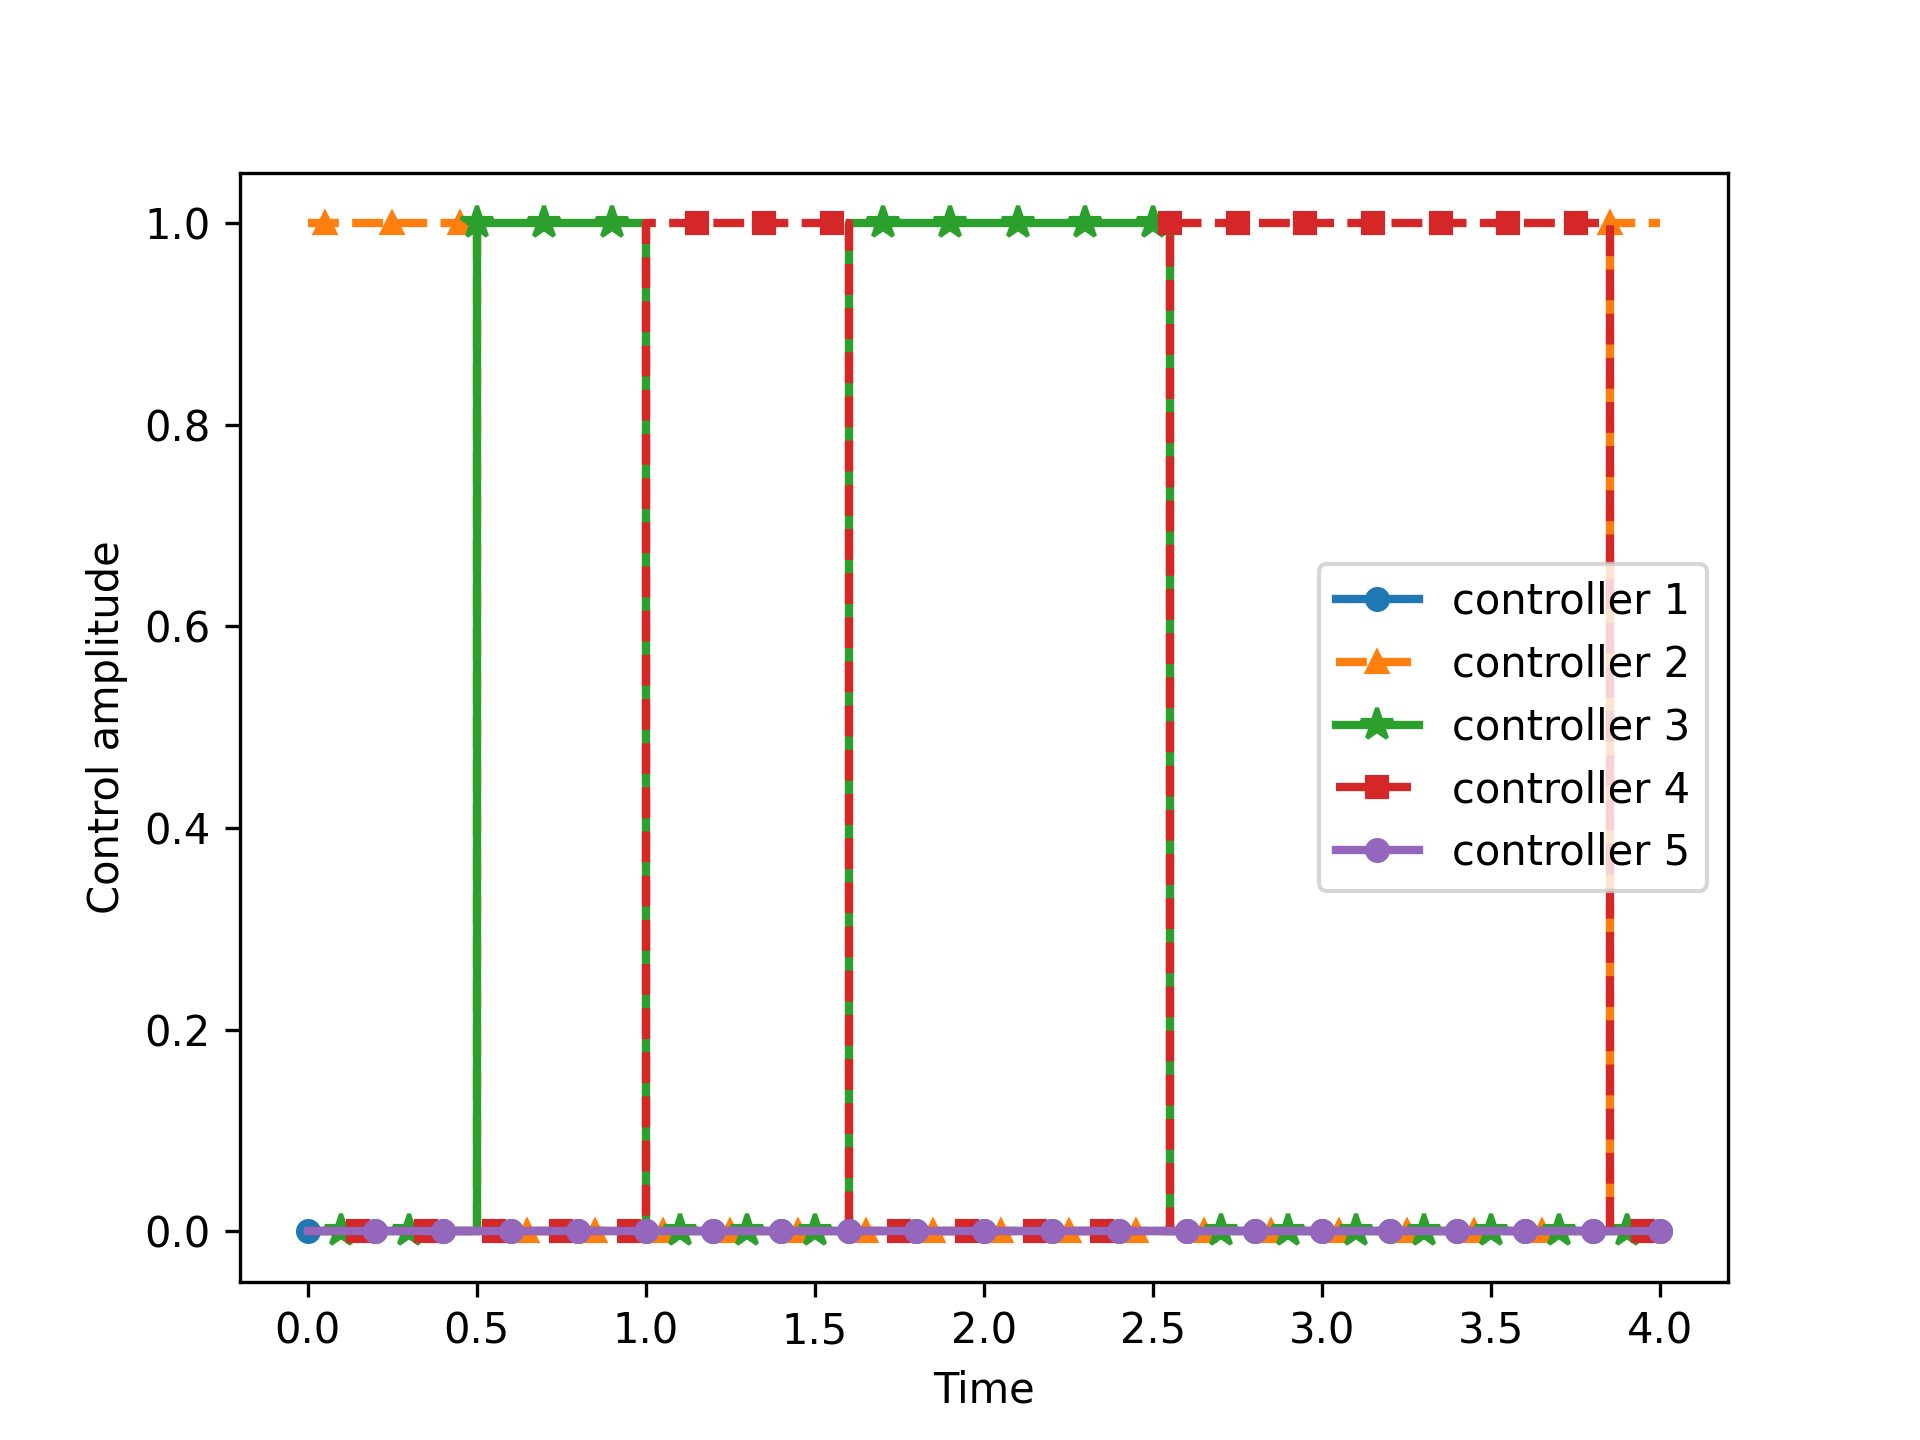 1.0
0.8
0.6
0.4
0.2
0.0
Control amplitude
controller 1
controller 2
controller 3
controller 4
controller 5
0.0 0.5 1.0 1.5 2.0 2.5 3.0 3.5 4.0
Time